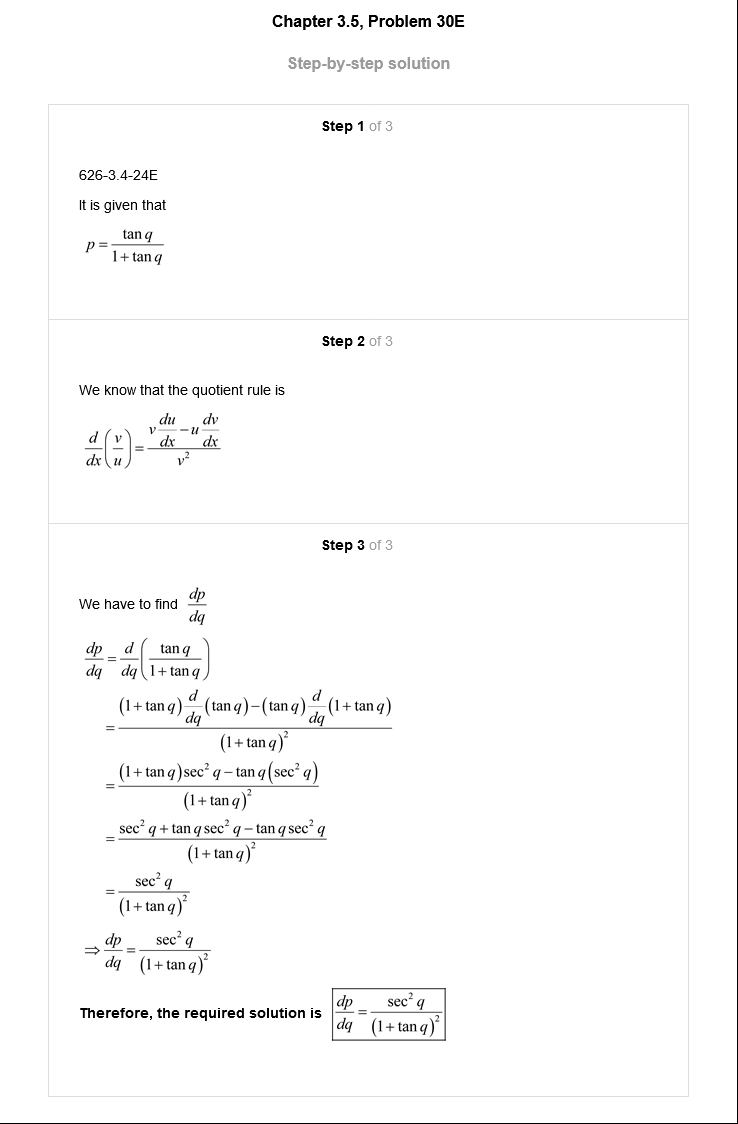 Chapter 3.5, Problem 30E
Step-by-step solution
Step 1 of 3
626-3.4-24E
It is given that
p = \frac{\tan q}{1 + \tan q}
Step 2 of 3
We know that the quotient rule is
\frac{d}{dx}\left(\frac{v}{u}\right) = \frac{v\frac{du}{dx} - u\frac{dv}{dx}}{v^2}
Step 3 of 3
We have to find \frac{dp}{dq}
\frac{dp}{dq} = \frac{d}{dq}\left(\frac{\tan q}{1 + \tan q}\right)
= \frac{(1 + \tan q)\frac{d}{dq}(\tan q) - (\tan q)\frac{d}{dq}(1 + \tan q)}{(1 + \tan q)^2}
= \frac{(1 + \tan q)\sec^2 q - \tan q(\sec^2 q)}{(1 + \tan q)^2}
= \frac{\sec^2 q + \tan q \sec^2 q - \tan q \sec^2 q}{(1 + \tan q)^2}
= \frac{\sec^2 q}{(1 + \tan q)^2}
⇒ \frac{dp}{dq} = \frac{\sec^2 q}{(1 + \tan q)^2}
Therefore, the required solution is \frac{dp}{dq} = \frac{\sec^2 q}{(1 + \tan q)^2}